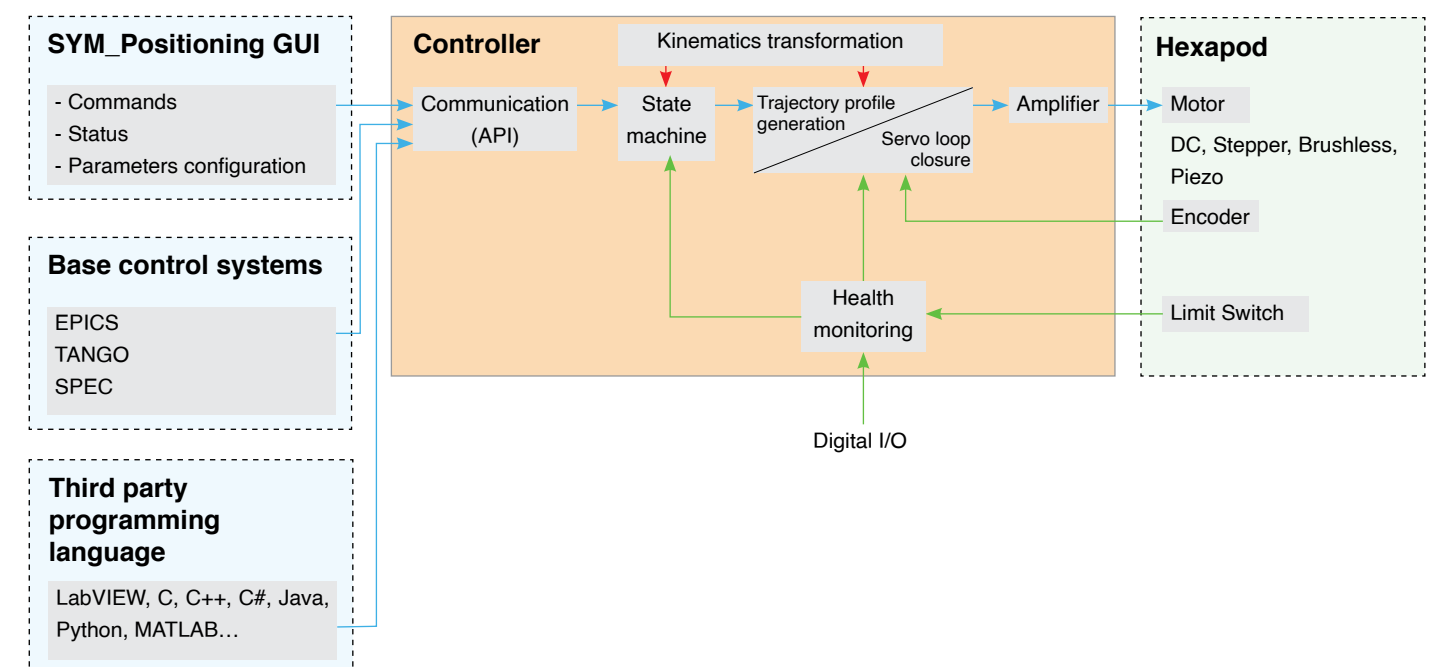 SYM_Positioning GUI
- Commands
- Status
- Parameters configuration
Base control systems
EPICS
TANGO
SPEC
Third party
programming
language
LabVIEW, C, C++, C#, Java,
Python, MATLAB…
Controller
Kinematics transformation
Communication
(API)
State
machine
Trajectory profile
generation
Servo loop
closure
Amplifier
Health
monitoring
Digital I/O
Hexapod
Motor
DC, Stepper, Brushless,
Piezo
Encoder
Limit Switch